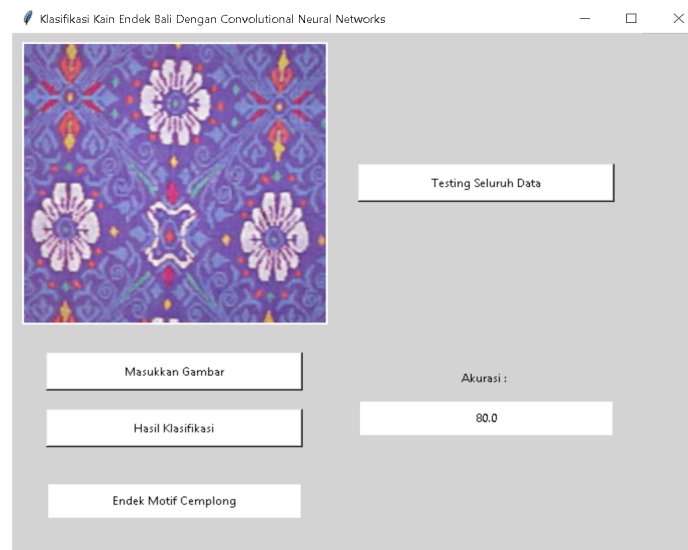 Klasifikasi Kain Endek Bali Dengan Convolutional Neural Networks
Testing Seluruh Data
Masukkan Gambar
Hasil Klasifikasi
Endek Motif Cemplong
Akurasi :
80.0